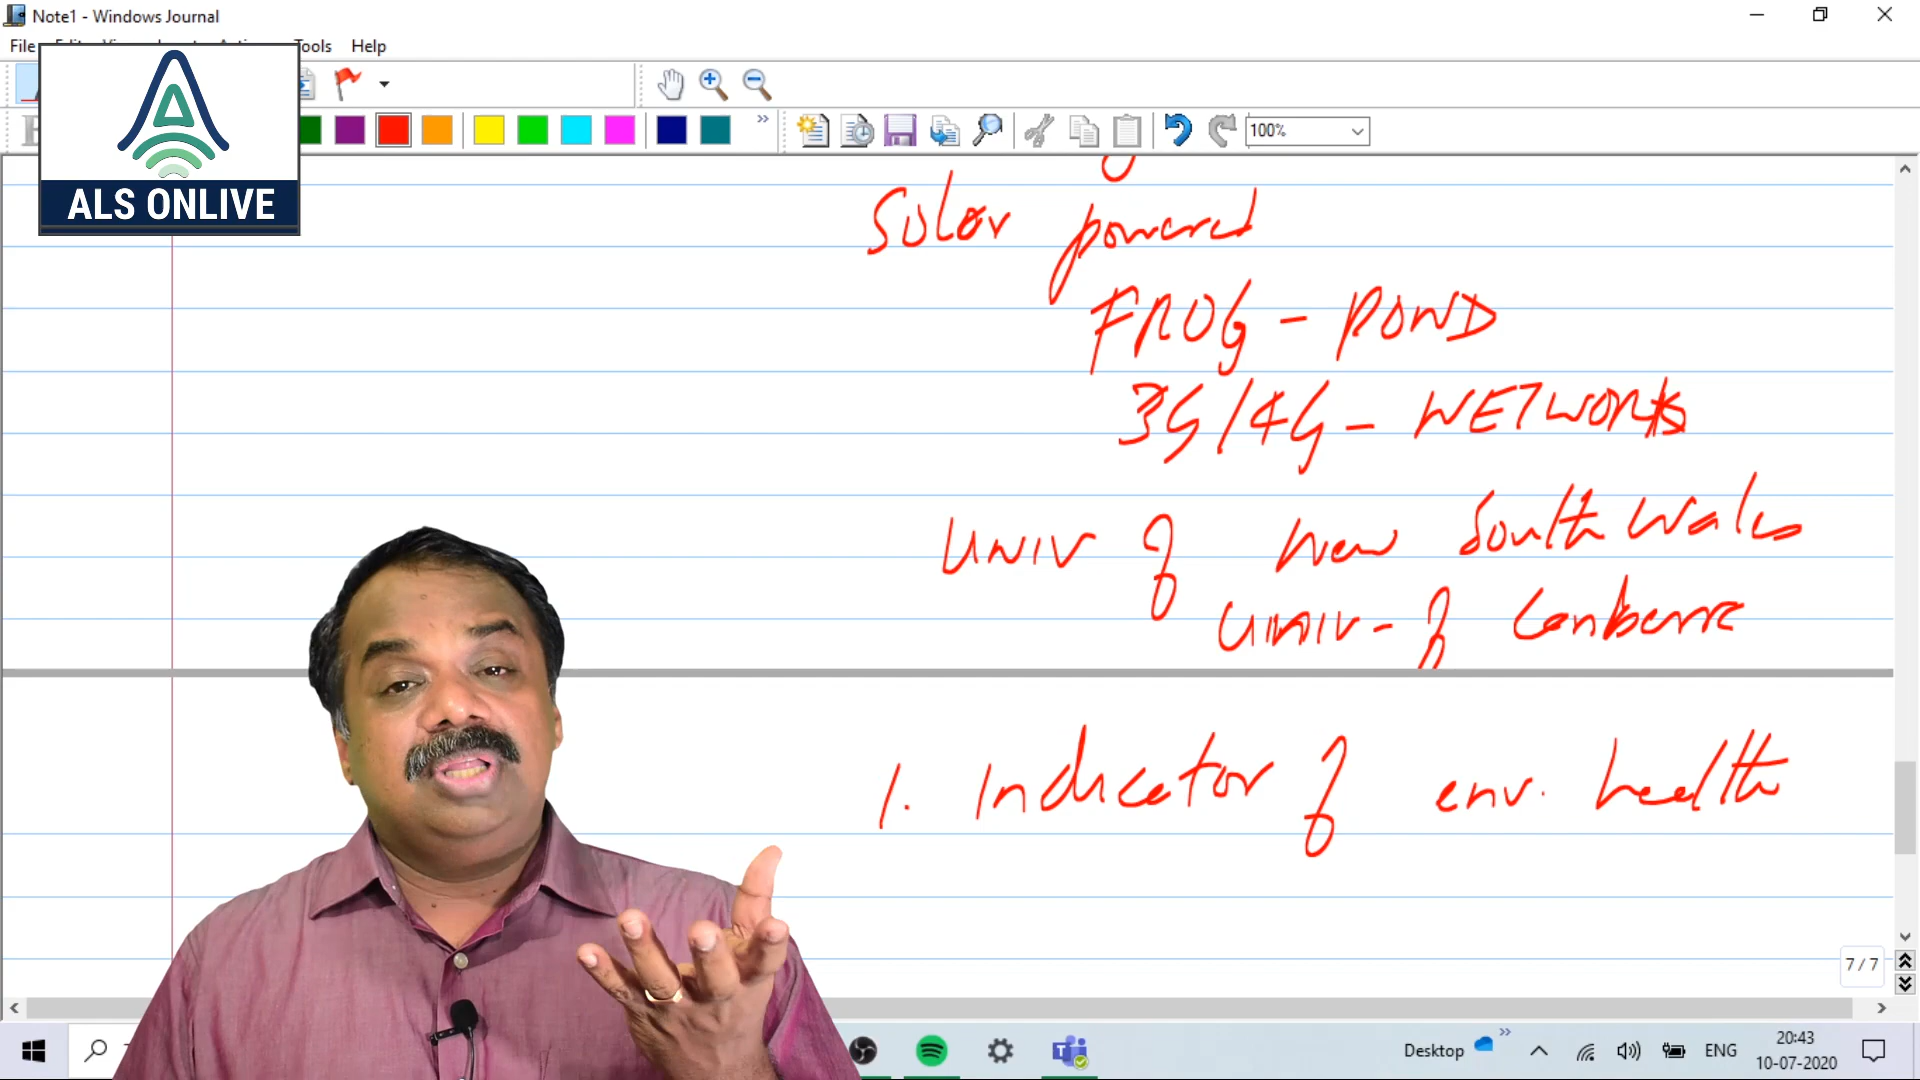 Note1 - Windows Journal
File
Tools
Help
ALS ONLIVE
100%
Solar powered
FROG - POND
3G/4G - NETWORKS
UNIV of New South Wales
UNIV - of Canberra
1. Indicator of env. health
7 / 7
Desktop
ENG
20:43
10-07-2020